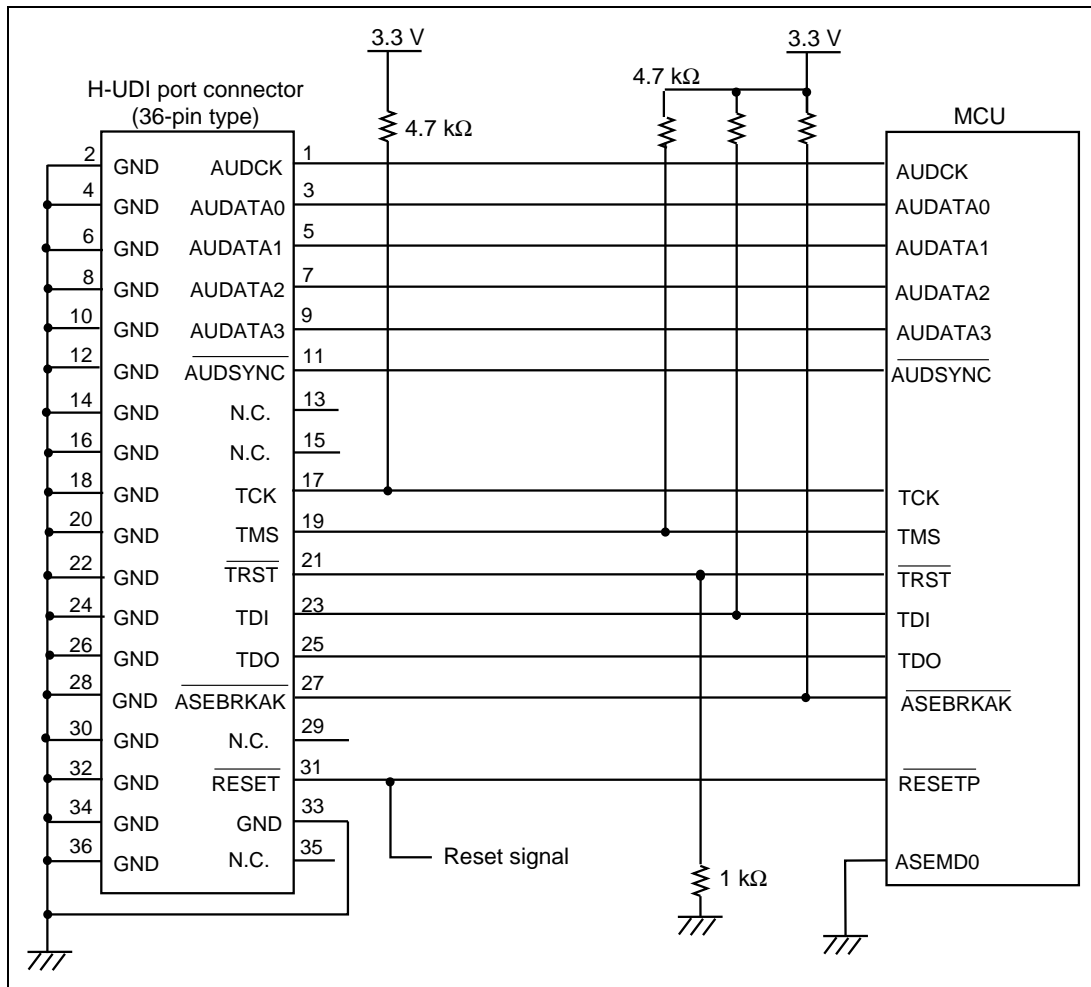 3.3 V
3.3 V
4.7 kΩ
H-UDI port connector
(36-pin type)
4.7 kΩ
MCU
2 GND AUDCK 1 AUDCK
4 GND AUDATA0 3 AUDATA0
6 GND AUDATA1 5 AUDATA1
8 GND AUDATA2 7 AUDATA2
10 GND AUDATA3 9 AUDATA3
12 GND AUDSYNC 11 AUDSYNC
14 GND N.C. 13
16 GND N.C. 15
18 GND TCK 17 TCK
20 GND TMS 19 TMS
22 GND TRST 21 TRST
24 GND TDI 23 TDI
26 GND TDO 25 TDO
28 GND ASEBRKAK 27 ASEBRKAK
30 GND N.C. 29
32 GND RESET 31 RESETP
34 GND GND 33
36 GND N.C. 35
Reset signal
ASEMD0
1 kΩ